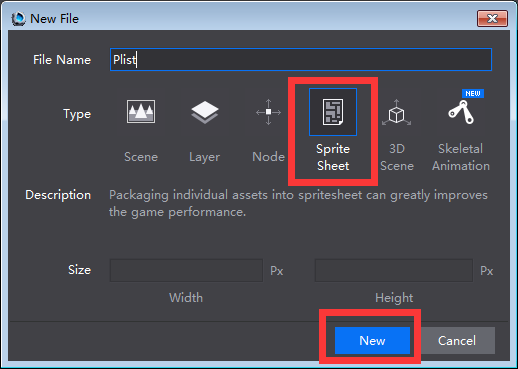 New File
File Name
Plist
Type
NEW
Scene
Layer
Node
Sprite
Sheet
3D
Scene
Skeletal
Animation
Description
Packaging individual assets into spritesheet can greatly improves
the game performance.
Size
Px
Px
Width
Height
New
Cancel